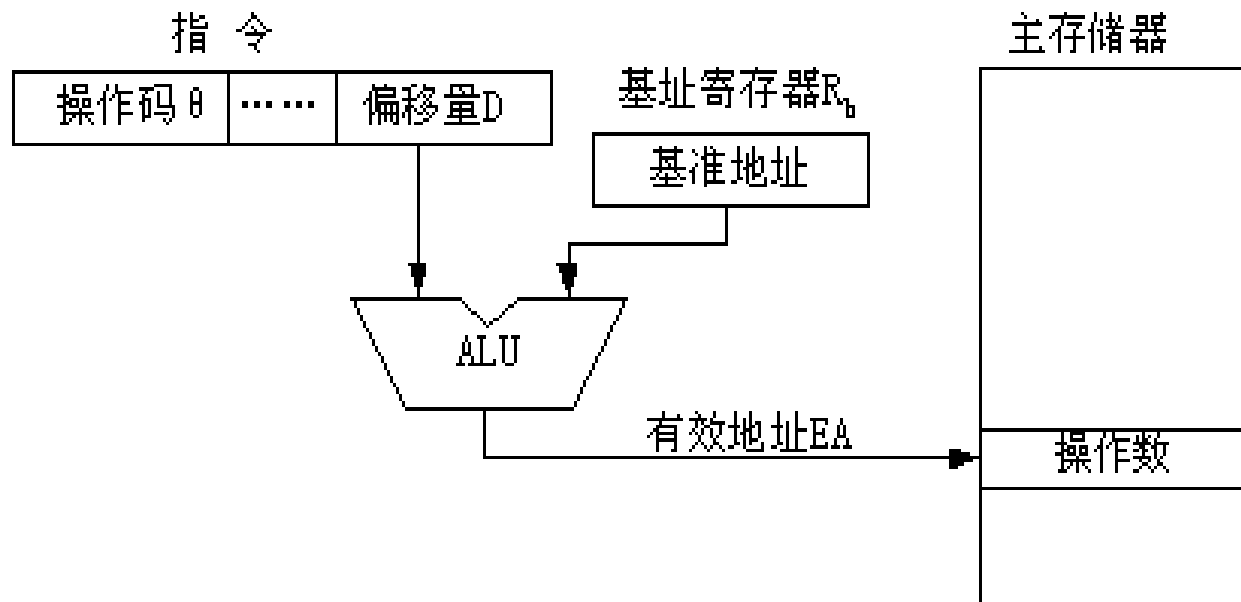 指 令
主存储器
操作码θ …… 偏移量D
基址寄存器Rb
基准地址
ALU
有效地址EA
操作数